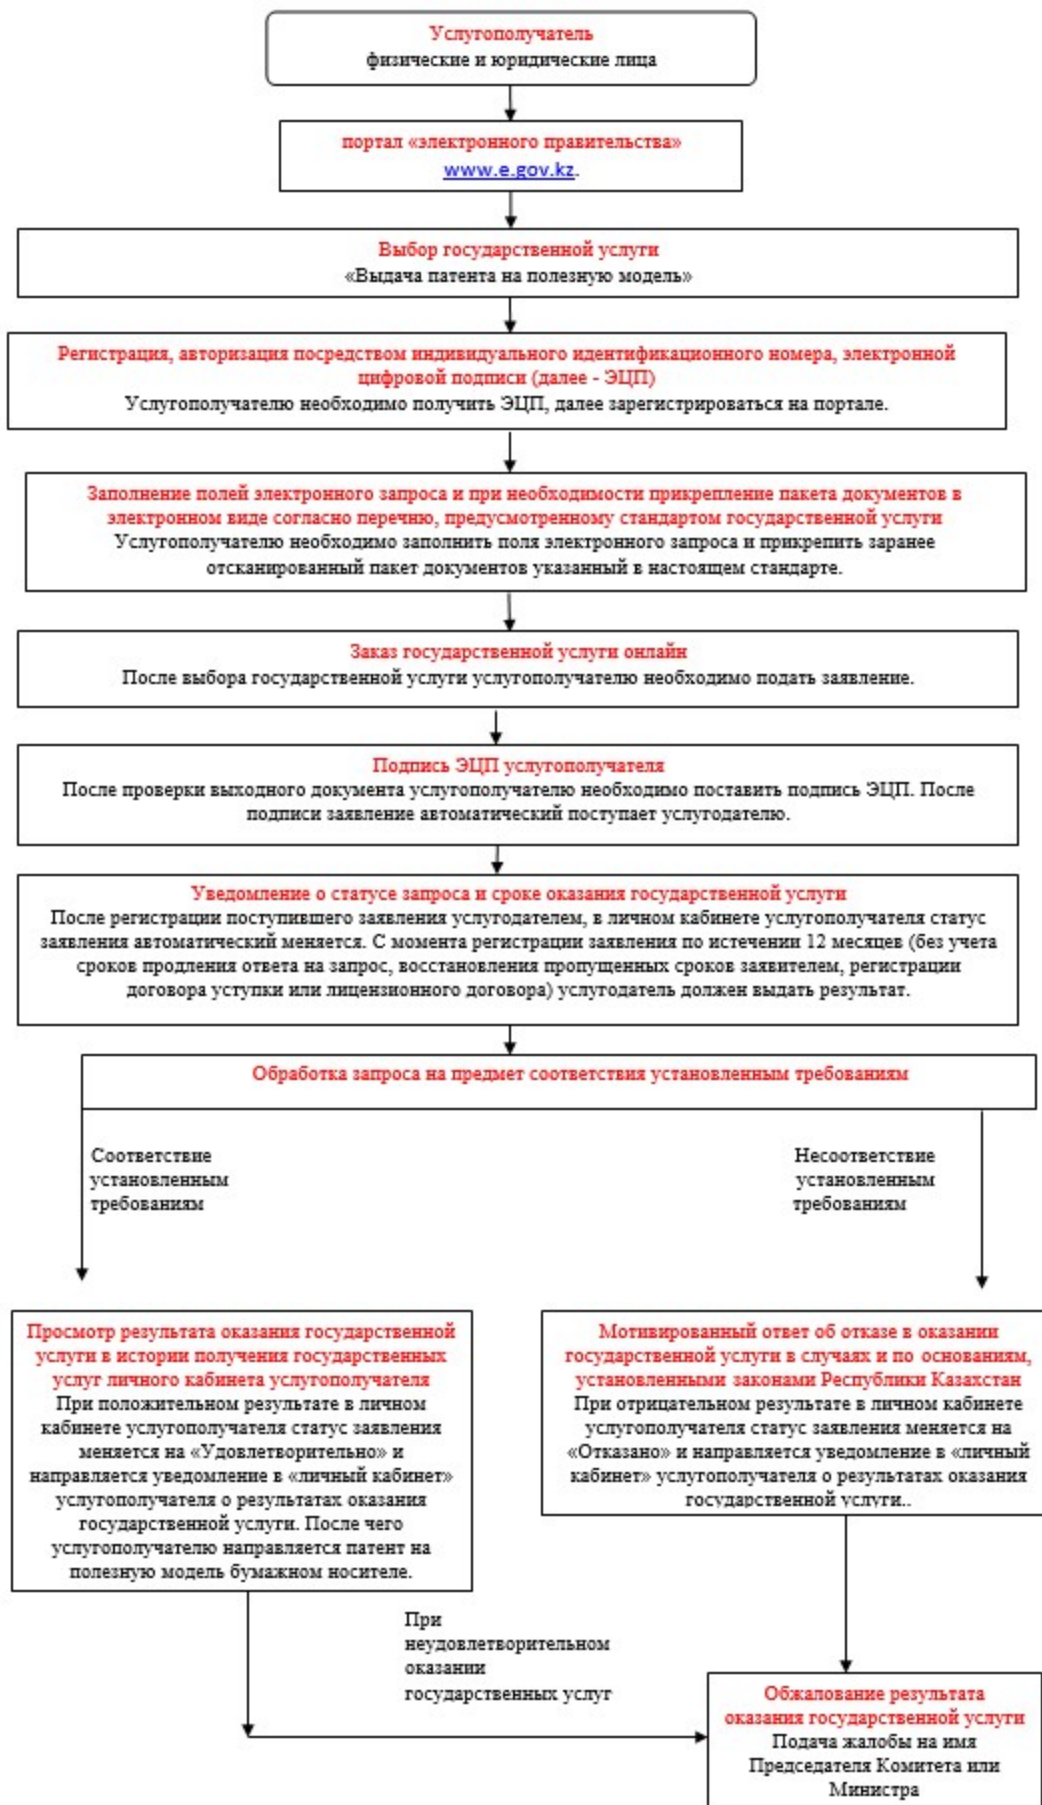 Услугополучатель
физические и юридические лица
портал «электронного правительства»
www.e.gov.kz.
Выбор государственной услуги
«Выдача патента на полезную модель»
Регистрация, авторизация посредством индивидуального идентификационного номера, электронной
цифровой подписи (далее - ЭЦП)
Услугополучателю необходимо получить ЭЦП, далее зарегистрироваться на портале.
Заполнение полей электронного запроса и при необходимости прикрепление пакета документов в
электронном виде согласно перечню, предусмотренному стандартом государственной услуги
Услугополучателю необходимо заполнить поля электронного запроса и прикрепить заранее
отсканированный пакет документов указанный в настоящем стандарте.
Заказ государственной услуги онлайн
После выбора государственной услуги услугополучателю необходимо подать заявление.
Подпись ЭЦП услугополучателя
После проверки выходного документа услугополучателю необходимо поставить подпись ЭЦП. После
подписи заявление автоматический поступает услугодателю.
Уведомление о статусе запроса и сроке оказания государственной услуги
После регистрации поступившего заявления услугодателем, в личном кабинете услугополучателя статус
заявления автоматический меняется. С момента регистрации заявления по истечении 12 месяцев (без учета
сроков продления ответа на запрос, восстановления пропущенных сроков заявителем, регистрации
договора уступки или лицензионного договора) услугодатель должен выдать результат.
Обработка запроса на предмет соответствия установленным требованиям
Соответствие
установленным
требованиям
Несоответствие
установленным
требованиям
Просмотр результата оказания государственной
услуги в истории получения государственных
услуг личного кабинета услугополучателя
При положительном результате в личном
кабинете услугополучателя статус заявления
меняется на «Удовлетворительно» и
направляется уведомление в «личный кабинет»
услугополучателя о результатах оказания
государственной услуги. После чего
услугополучателю направляется патент на
полезную модель бумажном носителе.
Мотивированный ответ об отказе в оказании
государственной услуги в случаях и по основаниям,
установленными законами Республики Казахстан
При отрицательном результате в личном кабинете
услугополучателя статус заявления меняется на
«Отказано» и направляется уведомление в «личный
кабинет» услугополучателя о результатах оказания
государственной услуги..
При
неудовлетворительном
оказании
государственных услуг
Обжалование результата
оказания государственной услуги
Подача жалобы на имя
Председателя Комитета или
Министра